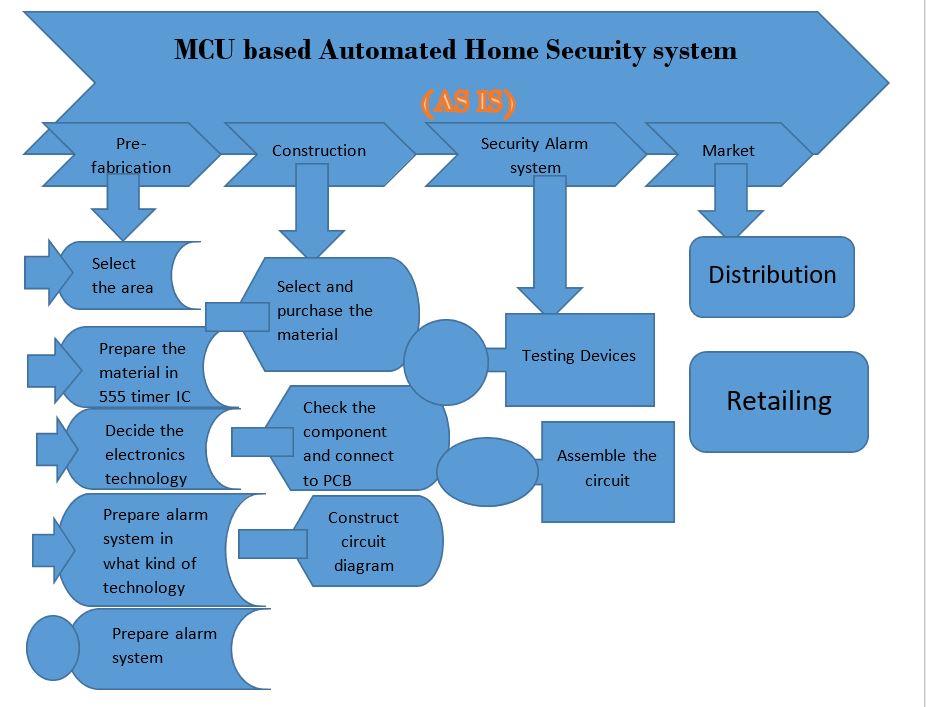 MCU based Automated Home Security system
(AS IS)
Pre-
fabrication
Construction
Security Alarm
system
Market
Select
the area
Prepare the
material in
555 timer IC
Decide the
electronics
technology
Prepare alarm
system in
what kind of
technology
Prepare alarm
system
Select and
purchase the
material
Check the
component
and connect
to PCB
Construct
circuit
diagram
Testing Devices
Assemble the
circuit
Distribution
Retailing